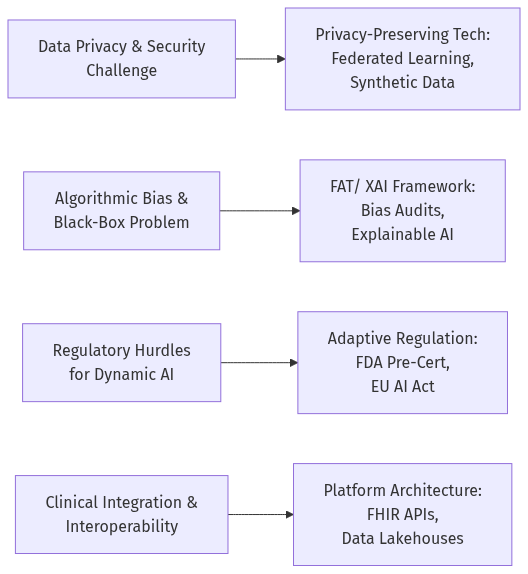 Data Privacy & Security
Challenge
Privacy-Preserving Tech:
Federated Learning,
Synthetic Data
Algorithmic Bias &
Black-Box Problem
FAT/ XAI Framework:
Bias Audits,
Explainable AI
Regulatory Hurdles
for Dynamic AI
Adaptive Regulation:
FDA Pre-Cert,
EU AI Act
Clinical Integration &
Interoperability
Platform Architecture:
FHIR APIs,
Data Lakehouses